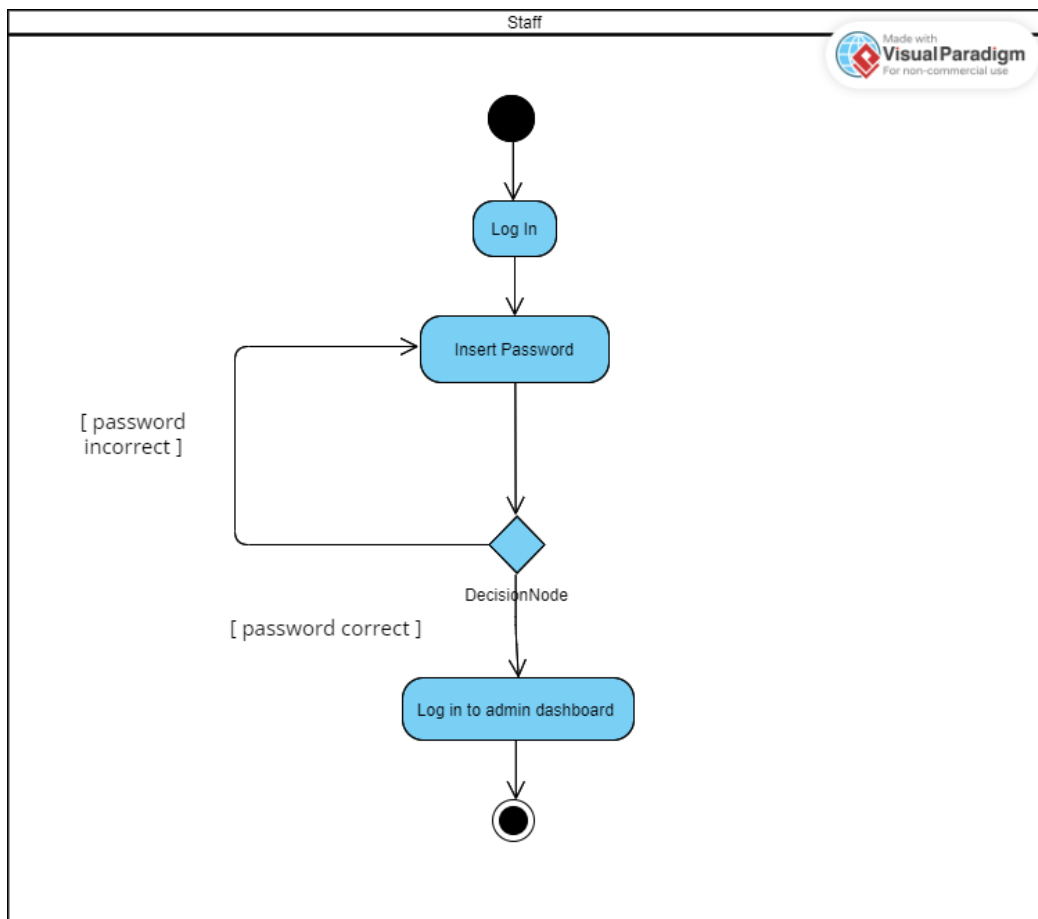 Staff
Made with
Visual Paradigm
For non-commercial use
Log In
Insert Password
[ password
incorrect ]
DecisionNode
[ password correct ]
Log in to admin dashboard